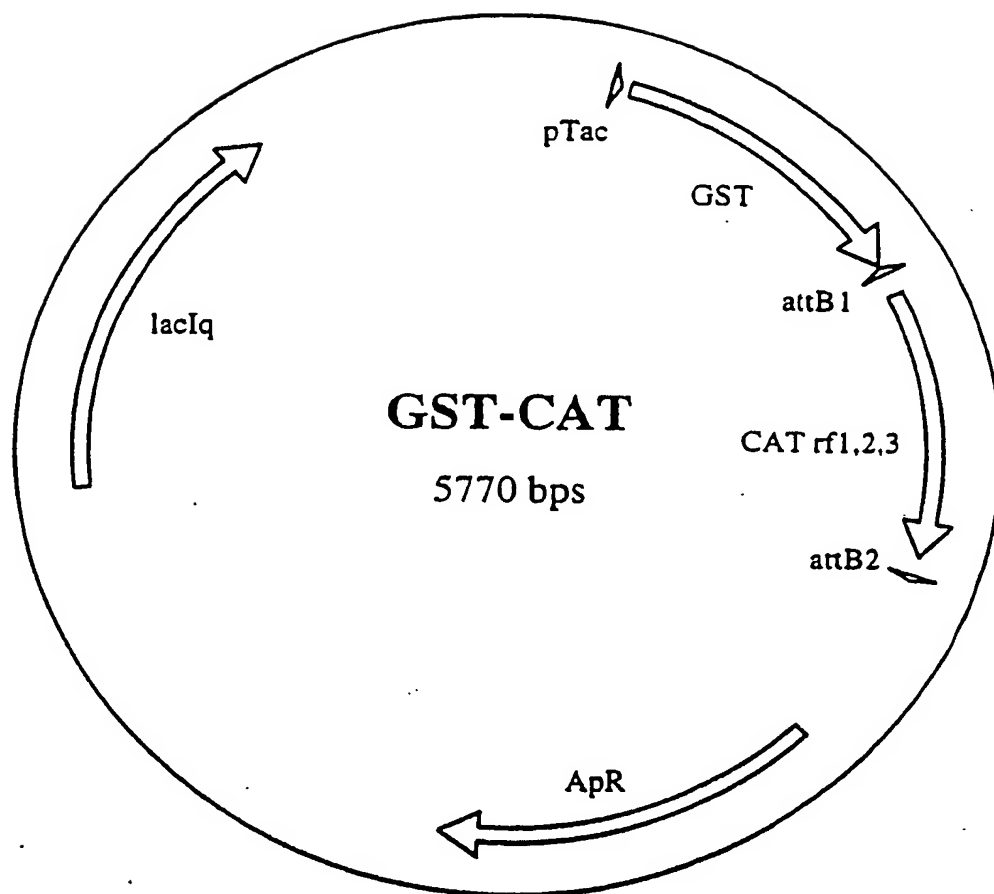 pTac
GST
attB1
lacIq
GST-CAT
CAT rf1,2,3
5770 bps
attB2
ApR